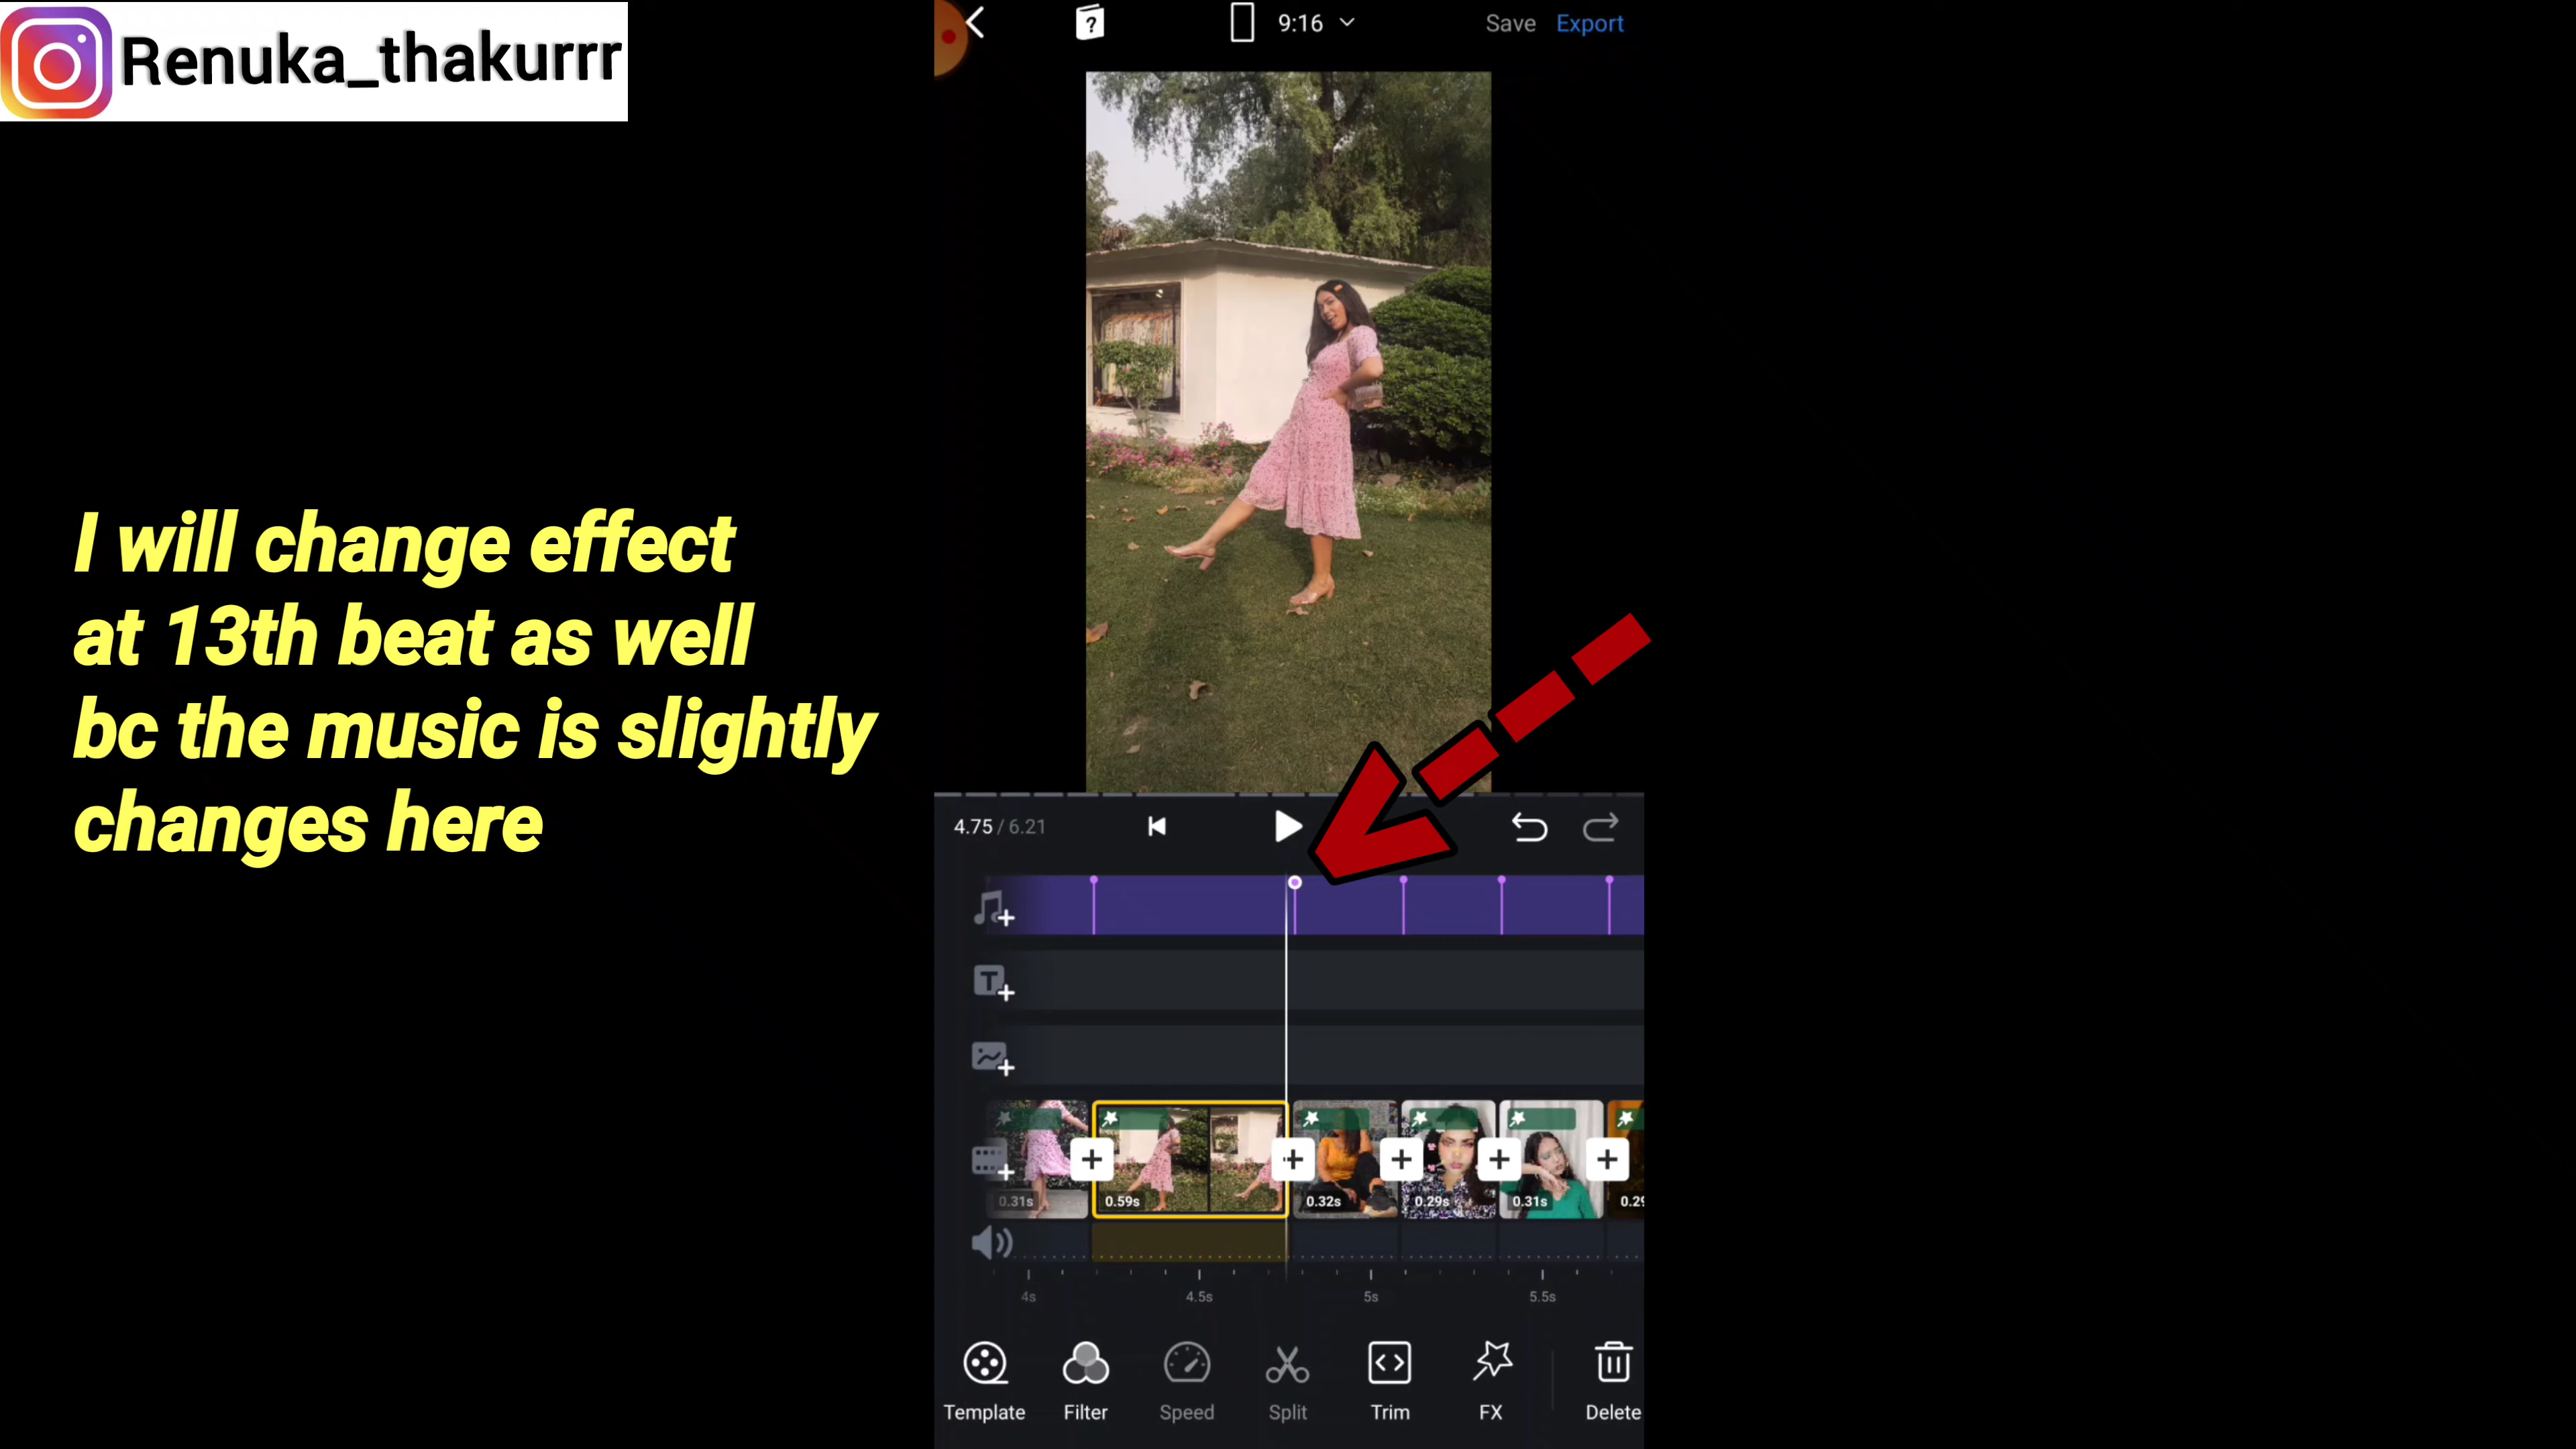 Renuka_thakurrr
9:16
Save Export
I will change effect
at 13th beat as well
bc the music is slightly
changes here
4.75 / 6.21
T
0.31s
0.59s
0.32s
0.29s
0.31s
0.29
4s
4.5s
5s
5.5s
Template
Filter
Speed
Split
Trim
FX
Delete